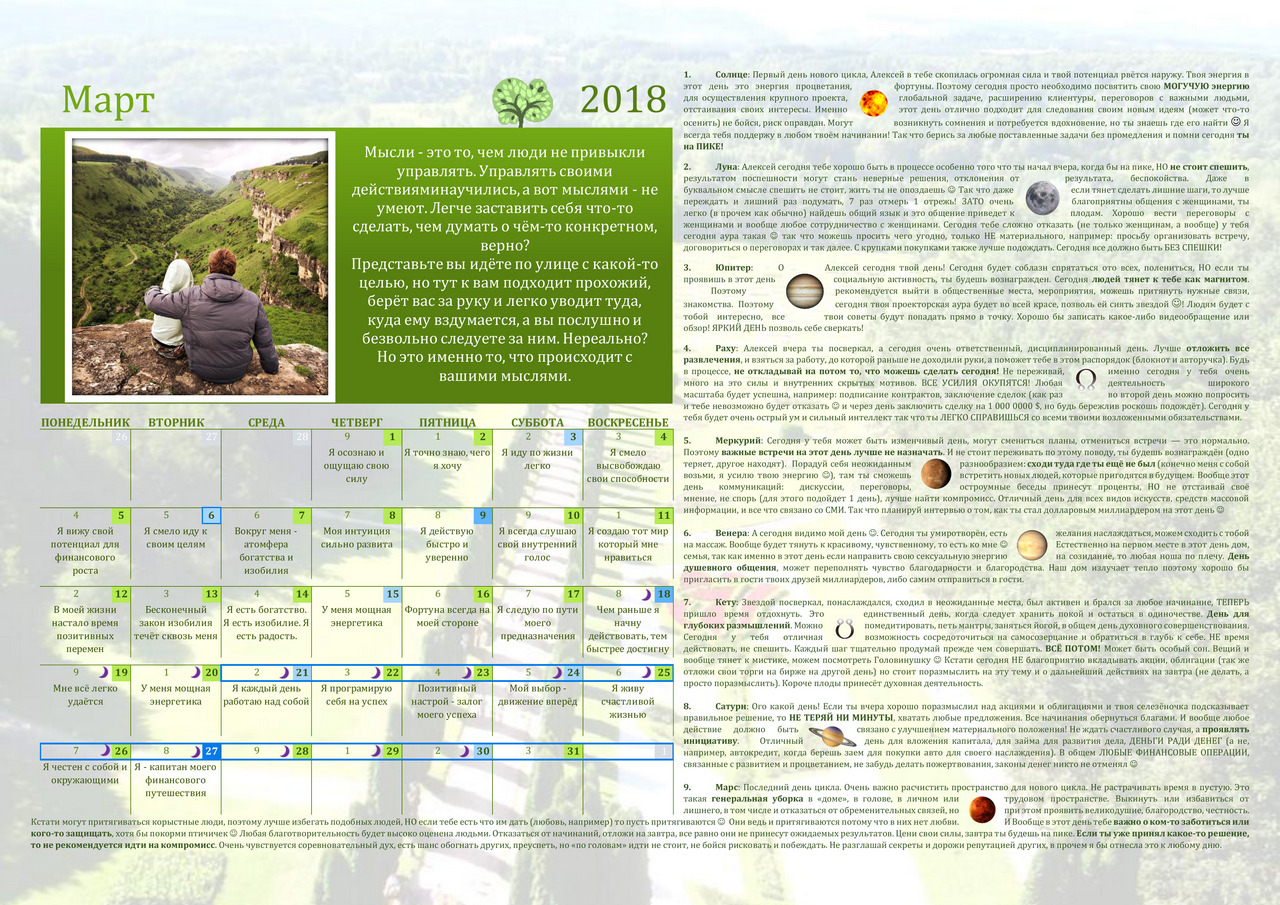 Март
2018
Мысли - это то, чем люди не привыкли
управлять. Управлять своими
действияминаучились, а вот мыслями - не
умеют. Легче заставить себя что-то
сделать, чем думать о чём-то конкретном,
верно?
Представьте вы идёте по улице с какой-то
целью, но тут к вам подходит прохожий,
берёт вас за руку и легко уводит туда,
куда ему вздумается, а вы послушно и
безвольно следуете за ним. Нереально?
Но это именно то, что происходит с
вашими мыслями.
ПОНЕДЕЛЬНИК ВТОРНИК СРЕДА ЧЕТВЕРГ ПЯТНИЦА СУББОТА ВОСКРЕСЕНЬЕ
26 27 28 9 1 1 2 2 3 3 4
Я осознаю и ощущаю свою силу
Я точно знаю, чего я хочу
Я иду по жизни легко
Я смело высвобождаю свои способности
4 5 5 6 6 7 7 8 8 9 9 10 1 11
Я вижу свой потенциал для финансового роста
Я смело иду к своим целям
Вокруг меня - атомфера богатства и изобилия
Моя интуиция сильно развита
Я действую быстро и уверенно
Я всегда слушаю свой внутренний голос
Я создаю тот мир который мне нравиться
2 12 3 13 4 14 5 15 6 16 7 17 8 18
В моей жизни настало время позитивных перемен
Бесконечный закон изобилия течёт сквозь меня
Я есть богатство. Я есть изобилие. Я есть радость.
У меня мощная энергетика
Фортуна всегда на моей стороне
Я следую по пути моего предназначения
Чем раньше я начну действовать, тем быстрее достигну
9 19 1 20 2 21 3 22 4 23 5 24 6 25
Мне всё легко удаётся
У меня мощная энергетика
Я каждый день работаю над собой
Я програмирую себя на успех
Позитивный настрой - залог моего успеха
Мой выбор - движение вперёд
Я живу счастливой жизнью
7 26 8 27 9 28 1 29 2 30 3 31 1
Я честен с собой и окружающими
Я - капитан моего финансового путешествия
1. Солнце: Первый день нового цикла, Алексей в тебе скопилась огромная сила и твой потенциал рвётся наружу. Твоя энергия в
этот день это энергия процветания, фортуны. Поэтому сегодня просто необходимо посвятить свою МОГУЧУЮ энергию
для осуществления крупного проекта, глобальной задаче, расширению клиентуры, переговоров с важными людьми,
отстаивания своих интересов. Именно этот день отлично подходит для следования своим новым идеям (может что-то
осенить) не бойся, риск оправдан. Могут возникнуть сомнения и потребуется вдохновение, но ты знаешь где его найти ☺ Я
всегда тебя поддержу в любом твоём начинании! Так что берись за любые поставленные задачи без промедления и помни сегодня ты
на ПИКЕ!
2. Луна: Алексей сегодня тебе хорошо быть в процессе особенно того что ты начал вчера, когда бы на пике, НО не стоит спешить,
результатом поспешности могут стань неверные решения, отклонения от результата, беспокойства. Даже в
буквальном смысле спешить не стоит, жить ты не опоздаешь ☺ Так что даже если тянет сделать лишние шаги, то лучше
переждать и лишний раз подумать, 7 раз отмерь 1 отрежь! ЗАТО очень благоприятны общения с женщинами, ты
легко (в прочем как обычно) найдешь общий язык и это общение приведет к плодам. Хорошо вести переговоры с
женщинами и вообще любое сотрудничество с женщинами. Сегодня тебе сложно отказать (не только женщинам, а вообще) у тебя
сегодня аура такая ☺ так что можешь просить чего угодно, только НЕ материального, например: просьбу организовать встречу,
договориться о переговорах и так далее. С крупками покупками также лучше подождать. Сегодня все должно быть БЕЗ СПЕШКИ!
3. Юпитер: О Алексей сегодня твой день! Сегодня будет соблазн спрятаться ото всех, полениться, НО если ты
проявишь в этот день социальную активность, ты будешь вознагражден. Сегодня людей тянет к тебе как магнитом.
Поэтому рекомендуется выйти в общественные места, мероприятия, можешь притянуть нужные связи,
знакомства. Поэтому сегодня твоя проекторская аура будет во всей красе, позволь ей сиять звездой ☺! Людям будет с
тобой интересно, все твои советы будут попадать прямо в точку. Хорошо бы записать какое-либо видеообращение или
обзор! ЯРКИЙ ДЕНЬ позволь себе сверкать!
4. Раху: Алексей вчера ты посверкал, а сегодня очень ответственный, дисциплинированный день. Лучше отложить все
развлечения, и взяться за работу, до которой раньше не доходили руки, а поможет тебе в этом распорядок (блокнот и авторучка). Будь
в процессе, не откладывай на потом то, что можешь сделать сегодня! Не переживай, именно сегодня у тебя очень
много на это силы и внутренних скрытых мотивов. ВСЕ УСИЛИЯ ОКУПЯТСЯ! Любая деятельность широкого
масштаба будет успешна, например: подписание контрактов, заключение сделок (как раз во второй день можно попросить
и тебе невозможно будет отказать ☺ и через день заключить сделку на 1 000 0000 $, но будь бережлив роскошь подождёт). Сегодня у
тебя будет очень острый ум и сильный интеллект так что ты ЛЕГКО СПРАВИШЬСЯ со всеми твоими возложенными обязательствами.
5. Меркурий: Сегодня у тебя может быть изменчивый день, могут смениться планы, отмениться встречи — это нормально.
Поэтому важные встречи на этот день лучше не назначать. И не стоит переживать по этому поводу, ты будешь вознаграждён (одно
теряет, другое находят). Порадуй себя неожиданным разнообразием: сходи туда где ты ещё не был (конечно меня с собой
возьми, я усилю твою энергию ☺), там ты сможешь встретить новых людей, которые пригодятся в будущем. Вообще этот
день коммуникаций: дискуссии, переговоры, остроумные беседы принесут проценты, НО не отстаивай своё
мнение, не спорь (для этого подойдет 1 день), лучше найти компромисс. Отличный день для всех видов искусств, средств массовой
информации, и все что связано со СМИ. Так что планируй интервью о том, как ты стал долларовым миллиардером на этот день ☺
6. Венера: А сегодня видимо мой день ☺. Сегодня ты умиротворён, есть желания наслаждаться, можем сходить с тобой
на массаж. Вообще будет тянуть к красивому, чувственному, то есть ко мне ☺ Естественно на первом месте в этот день дом,
семья, так как именно в этот день если направить свою сексуальную энергию на созидание, то любая ноша по плечу. День
душевного общения, может переполнять чувство благодарности и благородства. Наш дом излучает тепло поэтому хорошо бы
пригласить в гости твоих друзей миллиардеров, либо самим отправиться в гости.
7. Кету: Звездой посверкал, понаслаждался, сходил в неожиданные места, был активен и брался за любое начинание, ТЕПЕРЬ
пришло время отдохнуть. Это единственный день, когда следует хранить покой и остаться в одиночестве. День для
глубоких размышлений. Можно помедитировать, петь мантры, заняться йогой, в общем день духовного совершенствования.
Сегодня у тебя отличная возможность сосредоточиться на самосозерцание и обратиться в глубь к себе. НЕ время
действовать, не спешить. Каждый шаг тщательно продумай прежде чем совершать. ВСЁ ПОТОМ! Может быть особый сон. Вещий и
вообще тянет к мистике, можем посмотреть Головинушку ☺ Кстати сегодня НЕ благоприятно вкладывать акции, облигации (так же
отложи свои торги на бирже на другой день) но стоит поразмыслить на эту тему и о дальнейший действиях на завтра (не делать, а
просто поразмыслить). Короче плоды принесёт духовная деятельность.
8. Сатурн: Ого какой день! Если ты вчера хорошо поразмыслил над акциями и облигациями и твоя селезёночка подсказывает
правильное решение, то НЕ ТЕРЯЙ НИ МИНУТЫ, хватать любые предложения. Все начинания обернуться благами. И вообще любое
действие должно быть связано с улучшением материального положения! Не ждать счастливого случая, а проявлять
инициативу. Отличный день для вложения капитала, для займа для развития дела, ДЕНЬГИ РАДИ ДЕНЕГ (а не,
например, автокредит, когда берешь заем для покупки авто для своего наслаждения). В общем ЛЮБЫЕ ФИНАНСОВЫЕ ОПЕРАЦИИ,
связанные с развитием и процветанием, не забудь делать пожертвования, законы денег никто не отменял ☺
9. Марс: Последний день цикла. Очень важно расчистить пространство для нового цикла. Не растрачивать время в пустую. Это
такая генеральная уборка в «доме», в голове, в личном или трудовом пространстве. Выкинуть или избавиться от
лишнего, в том числе и отказаться от обременительных связей, но при этом проявить великодушие, благородство, честность.
Кстати могут притягиваться корыстные люди, поэтому лучше избегать подобных людей, НО если тебе есть что им дать (любовь, например) то пусть притягиваются ☺ Они ведь и притягиваются потому что в них нет любви. И Вообще в этот день тебе важно о ком-то заботиться или
кого-то защищать, хотя бы покорми птичичек ☺ Любая благотворительность будет высоко оценена людьми. Отказаться от начинаний, отложи на завтра, все равно они не принесут ожидаемых результатов. Цени свои силы, завтра ты будешь на пике. Если ты уже принял какое-то решение,
то не рекомендуется идти на компромисс. Очень чувствуется соревновательный дух, есть шанс обогнать других, преуспеть, но «по головам» идти не стоит, не бойся рисковать и побеждать. Не разглашай секреты и дорожи репутацией других, в прочем я бы отнесла это к любому дню.